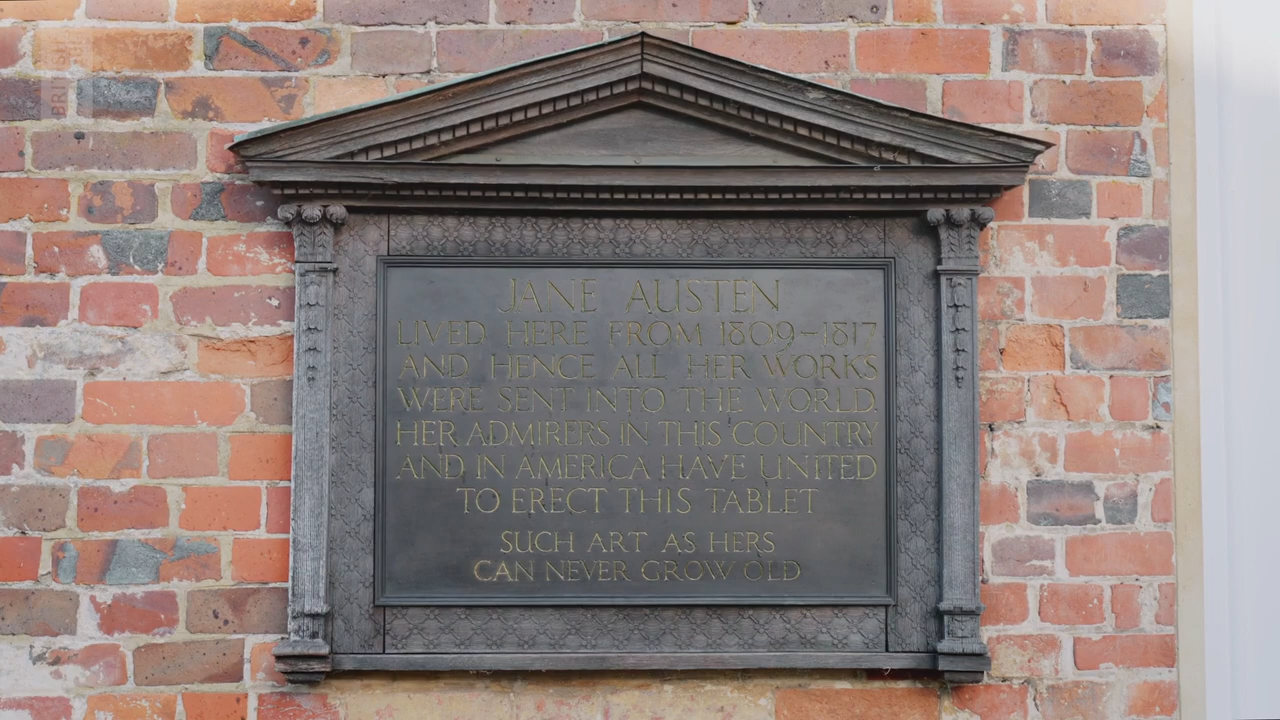 JANE AUSTEN
LIVED HERE FROM 1809–1817
AND HENCE ALL HER WORKS
WERE SENT INTO THE WORLD.
HER ADMIRERS IN THIS COUNTRY
AND IN AMERICA HAVE UNITED
TO ERECT THIS TABLET
SUCH ART AS HERS
CAN NEVER GROW OLD